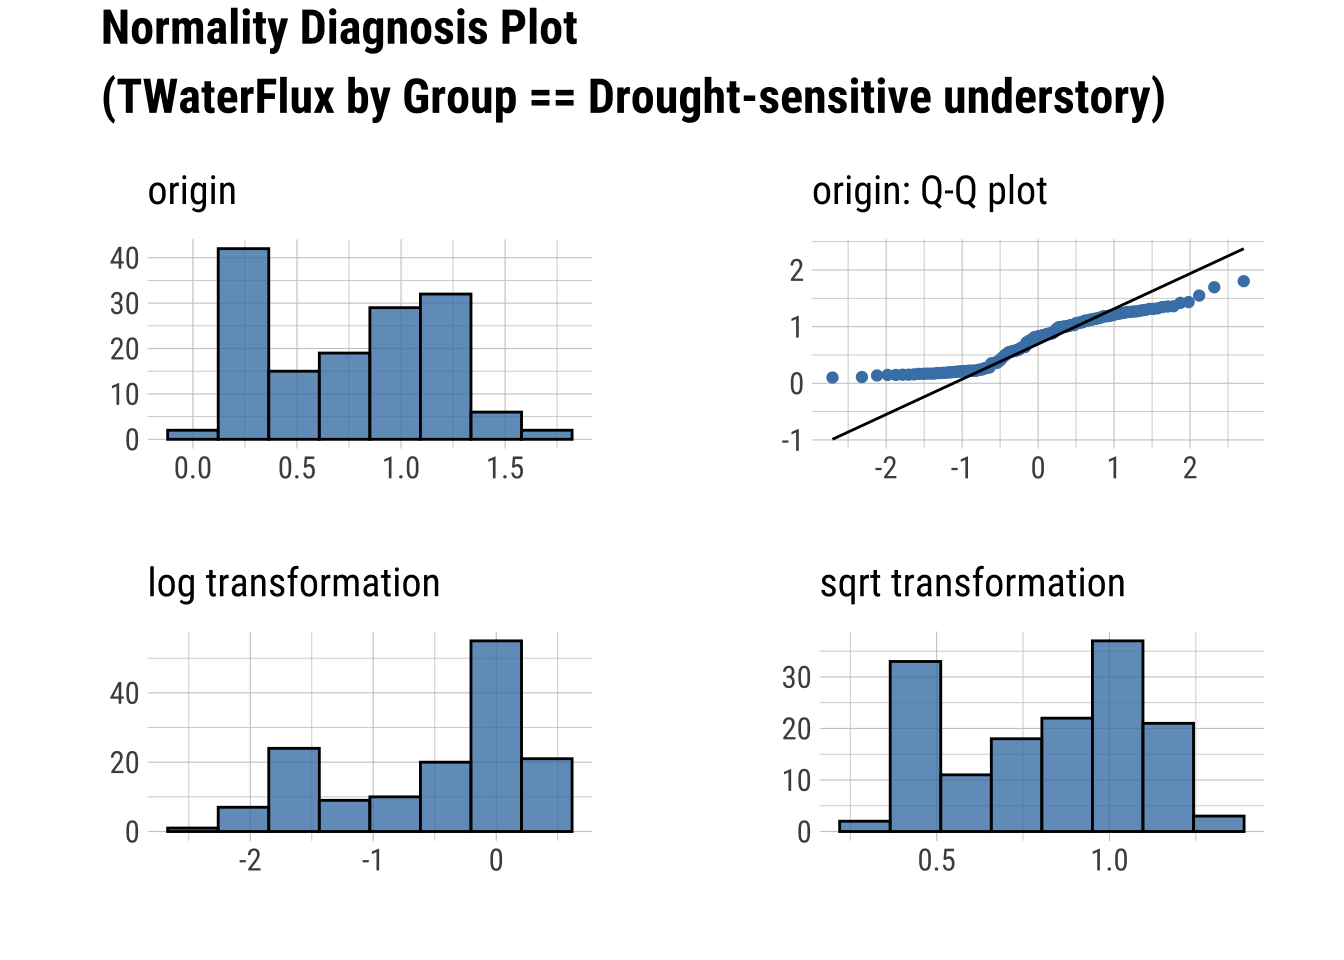 Normality Diagnosis Plot
(TWaterFlux by Group == Drought-sensitive understory)
origin
40
30
20
10
0
0.0 0.5 1.0 1.5
origin: Q-Q plot
2
1
0
-1
-2 -1 0 1 2
log transformation
40
20
0
-2 -1 0
sqrt transformation
30
20
10
0
0.5 1.0